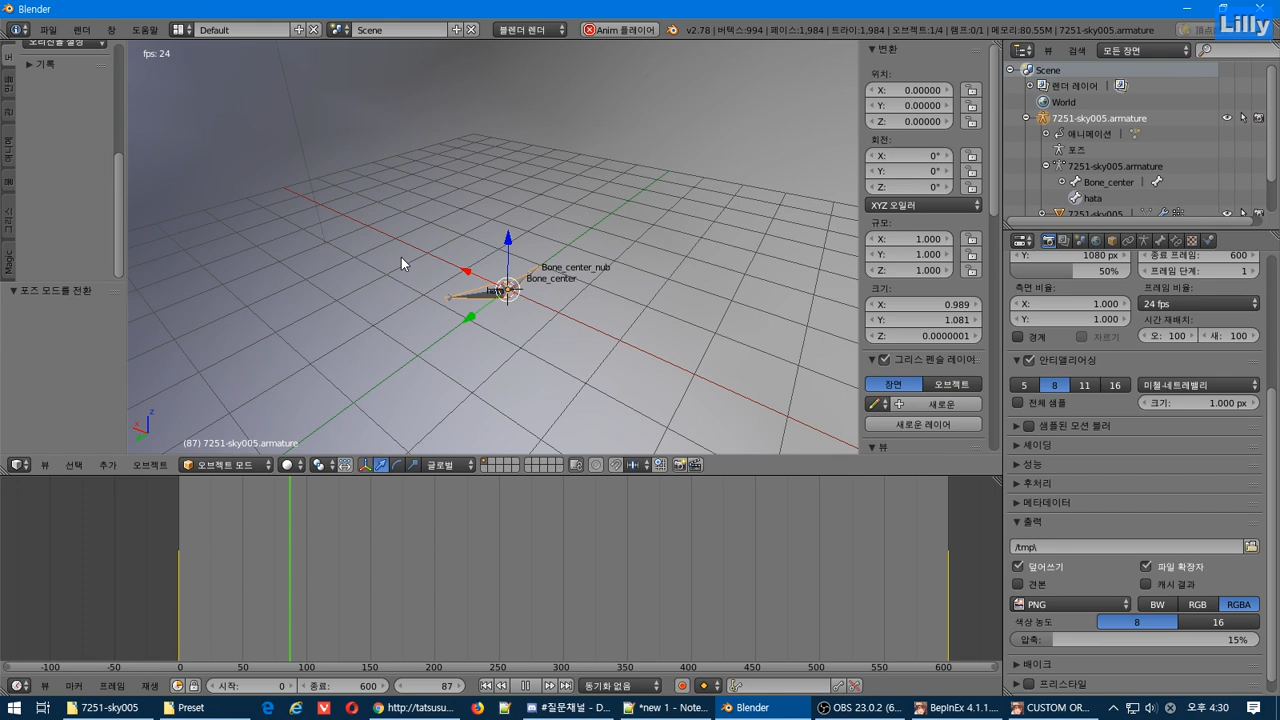 Blender
Lilly
파일 렌더 창 도움말 Default Scene 블렌더 렌더 Anim 플레이어 v2.78 | 버텍스:994 | 페이스:1,984 | 트라이:1,984 | 오브젝트:1/4 | 램프:0/1 | 메모리:80.55M | 7251-sky005.armature
기록
포즈 모드를 전환
Magic
fps: 24
Bone_center_nub
Bone_center
hata
(87) 7251-sky005.armature
변환
위치:
X: 0.00000
Y: 0.00000
Z: 0.00000
회전:
X: 0°
Y: 0°
Z: 0°
XYZ 오일러
규모:
X: 1.000
Y: 1.000
Z: 1.000
크기:
X: 0.989
Y: 1.081
Z: 0.0000001
그리스 펜슬 레이어
장면 오브젝트
새로운
새로운 레이어
뷰
뷰 검색 모든 장면
Scene
렌더 레이어
World
7251-sky005.armature
애니메이션
포즈
7251-sky005.armature
Bone_center
hata
7251-sky005
Y: 1080 px
50%
종료 프레임: 600
프레임 단계: 1
측면 비율:
X: 1.000
Y: 1.000
프레임 비율:
24 fps
시간 재배치:
오: 100 새: 100
경계 자르기
안티앨리어싱
5 8 11 16 미첼-네트레밸리
전체 샘플 크기: 1.000 px
샘플된 모션 블러
셰이딩
성능
후처리
메타데이터
출력
/tmp\
덮어쓰기 파일 확장자
견본 캐시 결과
PNG BW RGB RGBA
색상 농도 8 16
압축: 15%
베이크
프리스타일
뷰 선택 추가 오브젝트 오브젝트 모드 글로벌
-100 -50 0 50 100 150 200 250 300 350 400 450 500 550 600
뷰 마커 프레임 재생 시작: 0 종료: 600 87 동기화 없음
7251-sky005 Preset http://tatsusu... #질문채널 - D... *new 1 - Note... Blender OBS 23.0.2 (6... BepInEx 4.1.1... CUSTOM OR... 오후 4:30